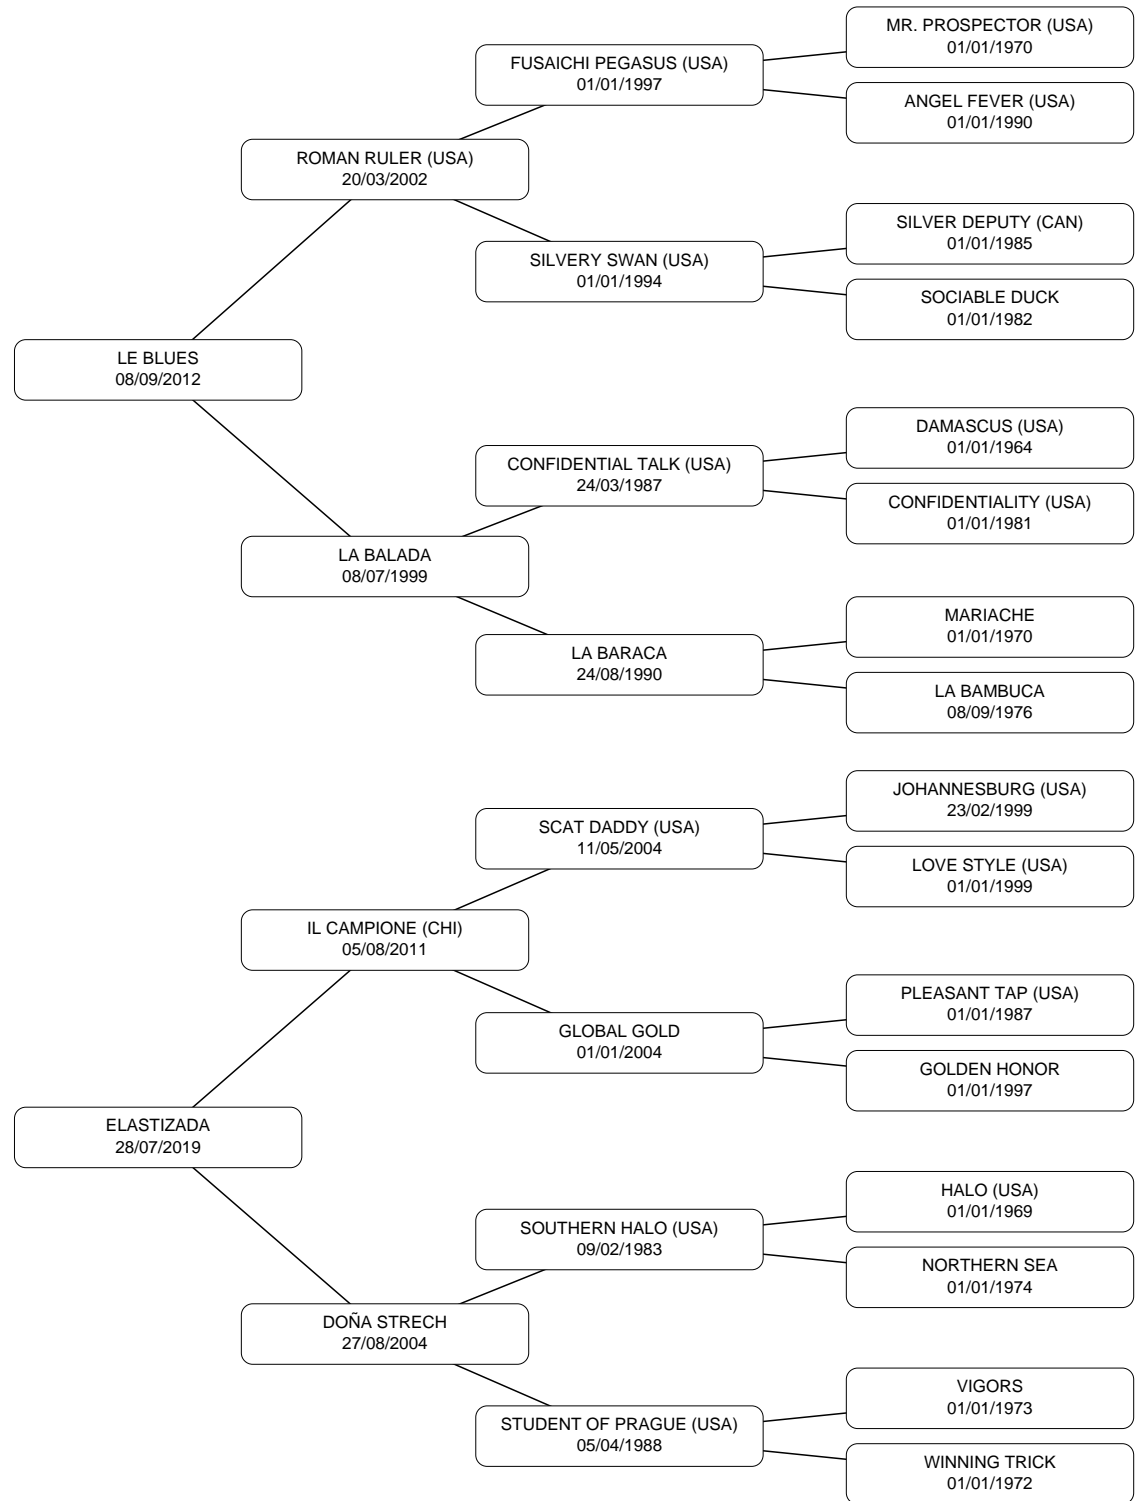 MR. PROSPECTOR (USA)
01/01/1970
FUSAICHI PEGASUS (USA)
01/01/1997
ANGEL FEVER (USA)
01/01/1990
ROMAN RULER (USA)
20/03/2002
SILVER DEPUTY (CAN)
01/01/1985
SILVERY SWAN (USA)
01/01/1994
SOCIABLE DUCK
01/01/1982
LE BLUES
08/09/2012
DAMASCUS (USA)
01/01/1964
CONFIDENTIAL TALK (USA)
24/03/1987
CONFIDENTIALITY (USA)
01/01/1981
LA BALADA
08/07/1999
MARIACHE
01/01/1970
LA BARACA
24/08/1990
LA BAMBUCA
08/09/1976
JOHANNESBURG (USA)
23/02/1999
SCAT DADDY (USA)
11/05/2004
LOVE STYLE (USA)
01/01/1999
IL CAMPIONE (CHI)
05/08/2011
PLEASANT TAP (USA)
01/01/1987
GLOBAL GOLD
01/01/2004
GOLDEN HONOR
01/01/1997
ELASTIZADA
28/07/2019
HALO (USA)
01/01/1969
SOUTHERN HALO (USA)
09/02/1983
NORTHERN SEA
01/01/1974
DOÑA STRECH
27/08/2004
VIGORS
01/01/1973
STUDENT OF PRAGUE (USA)
05/04/1988
WINNING TRICK
01/01/1972